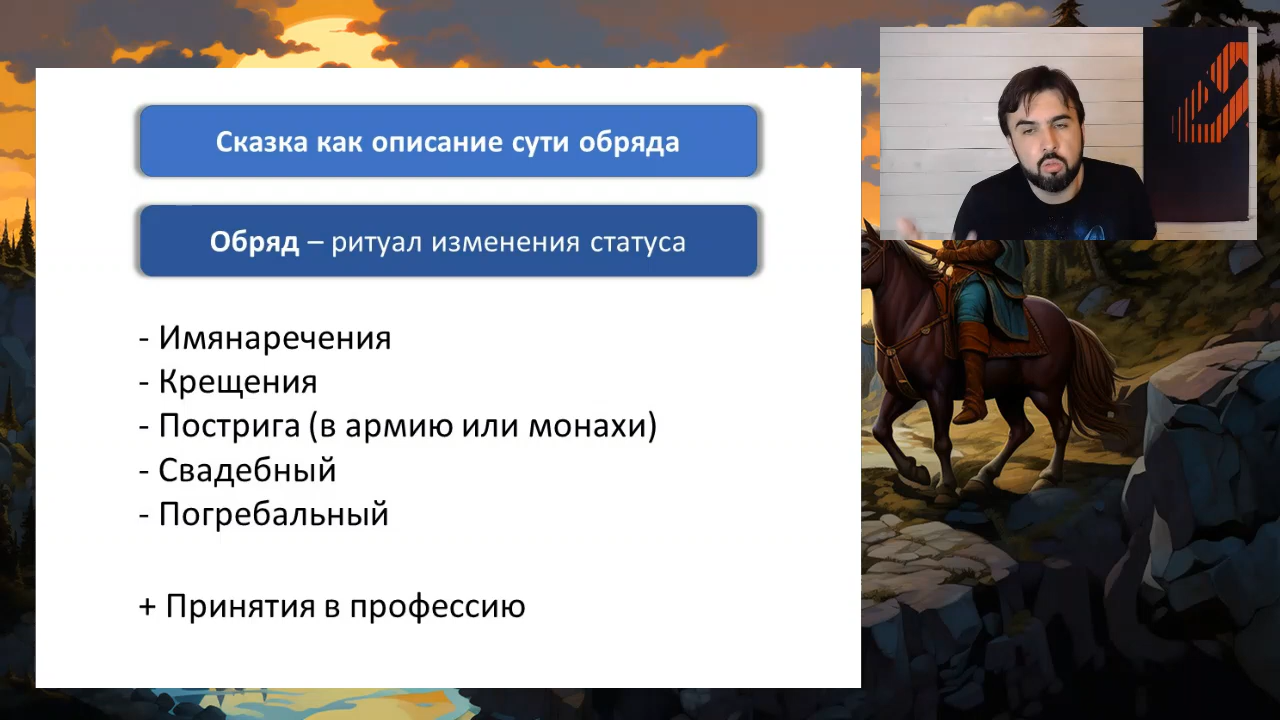 Сказка как описание сути обряда
Обряд – ритуал изменения статуса
- Имянаречения
- Крещения
- Пострига (в армию или монахи)
- Свадебный
- Погребальный
+ Принятия в профессию